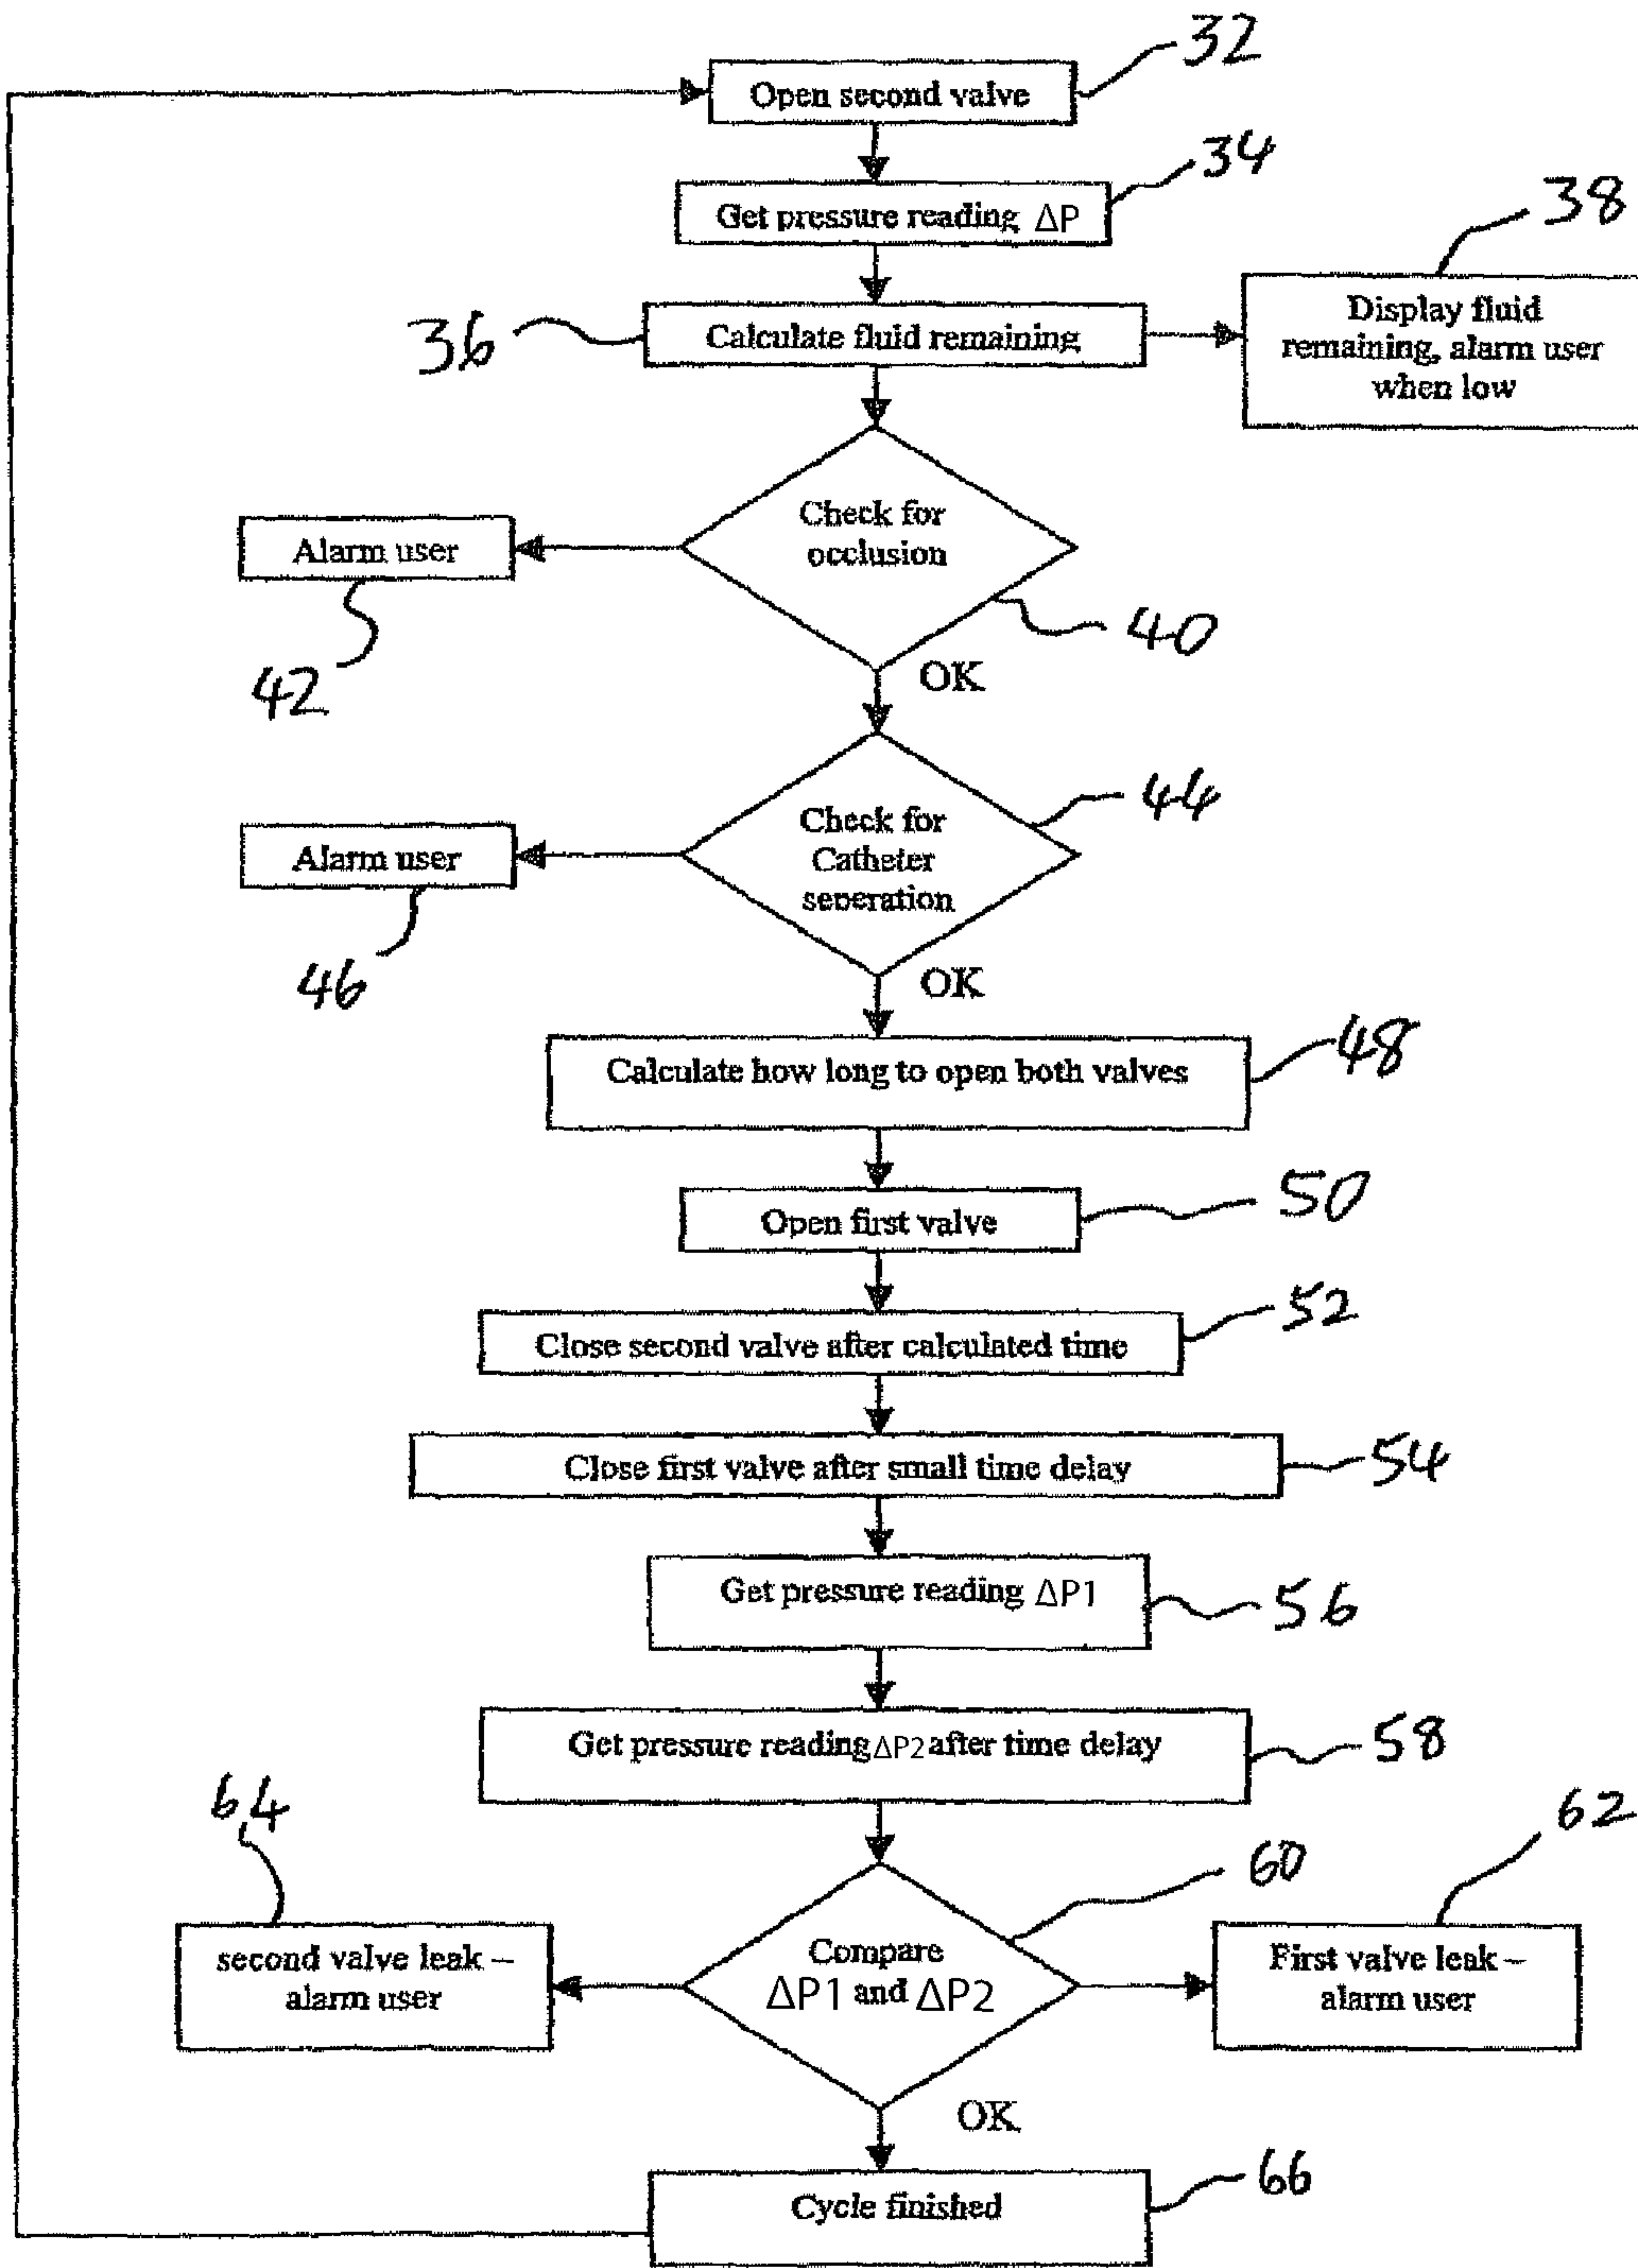 32
Open second valve
34
Get pressure reading ΔP
38
Display fluid
remaining, alarm user
when low
36
Calculate fluid remaining
Check for
occlusion
Alarm user
40
42
OK
44
Check for
Catheter
seperation
Alarm user
46
OK
48
Calculate how long to open both valves
50
Open first valve
52
Close second valve after calculated time
54
Close first valve after small time delay
Get pressure reading ΔP1
56
Get pressure reading ΔP2 after time delay
58
64
62
60
second valve leak –
alarm user
Compare
ΔP1 and ΔP2
First valve leak –
alarm user
OK
66
Cycle finished